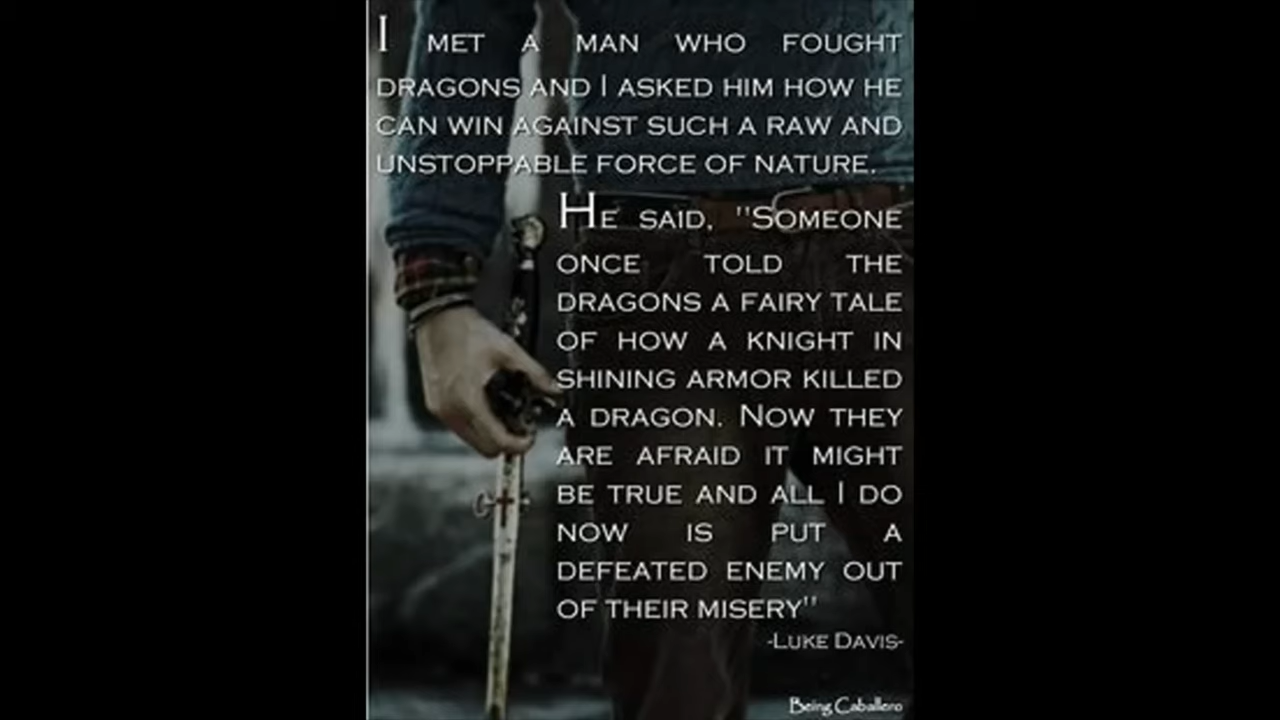 I MET A MAN WHO FOUGHT
DRAGONS AND I ASKED HIM HOW HE
CAN WIN AGAINST SUCH A RAW AND
UNSTOPPABLE FORCE OF NATURE.
HE SAID, "SOMEONE
ONCE TOLD THE
DRAGONS A FAIRY TALE
OF HOW A KNIGHT IN
SHINING ARMOR KILLED
A DRAGON. NOW THEY
ARE AFRAID IT MIGHT
BE TRUE AND ALL I DO
NOW IS PUT A
DEFEATED ENEMY OUT
OF THEIR MISERY"
-LUKE DAVIS-
Being Caballero